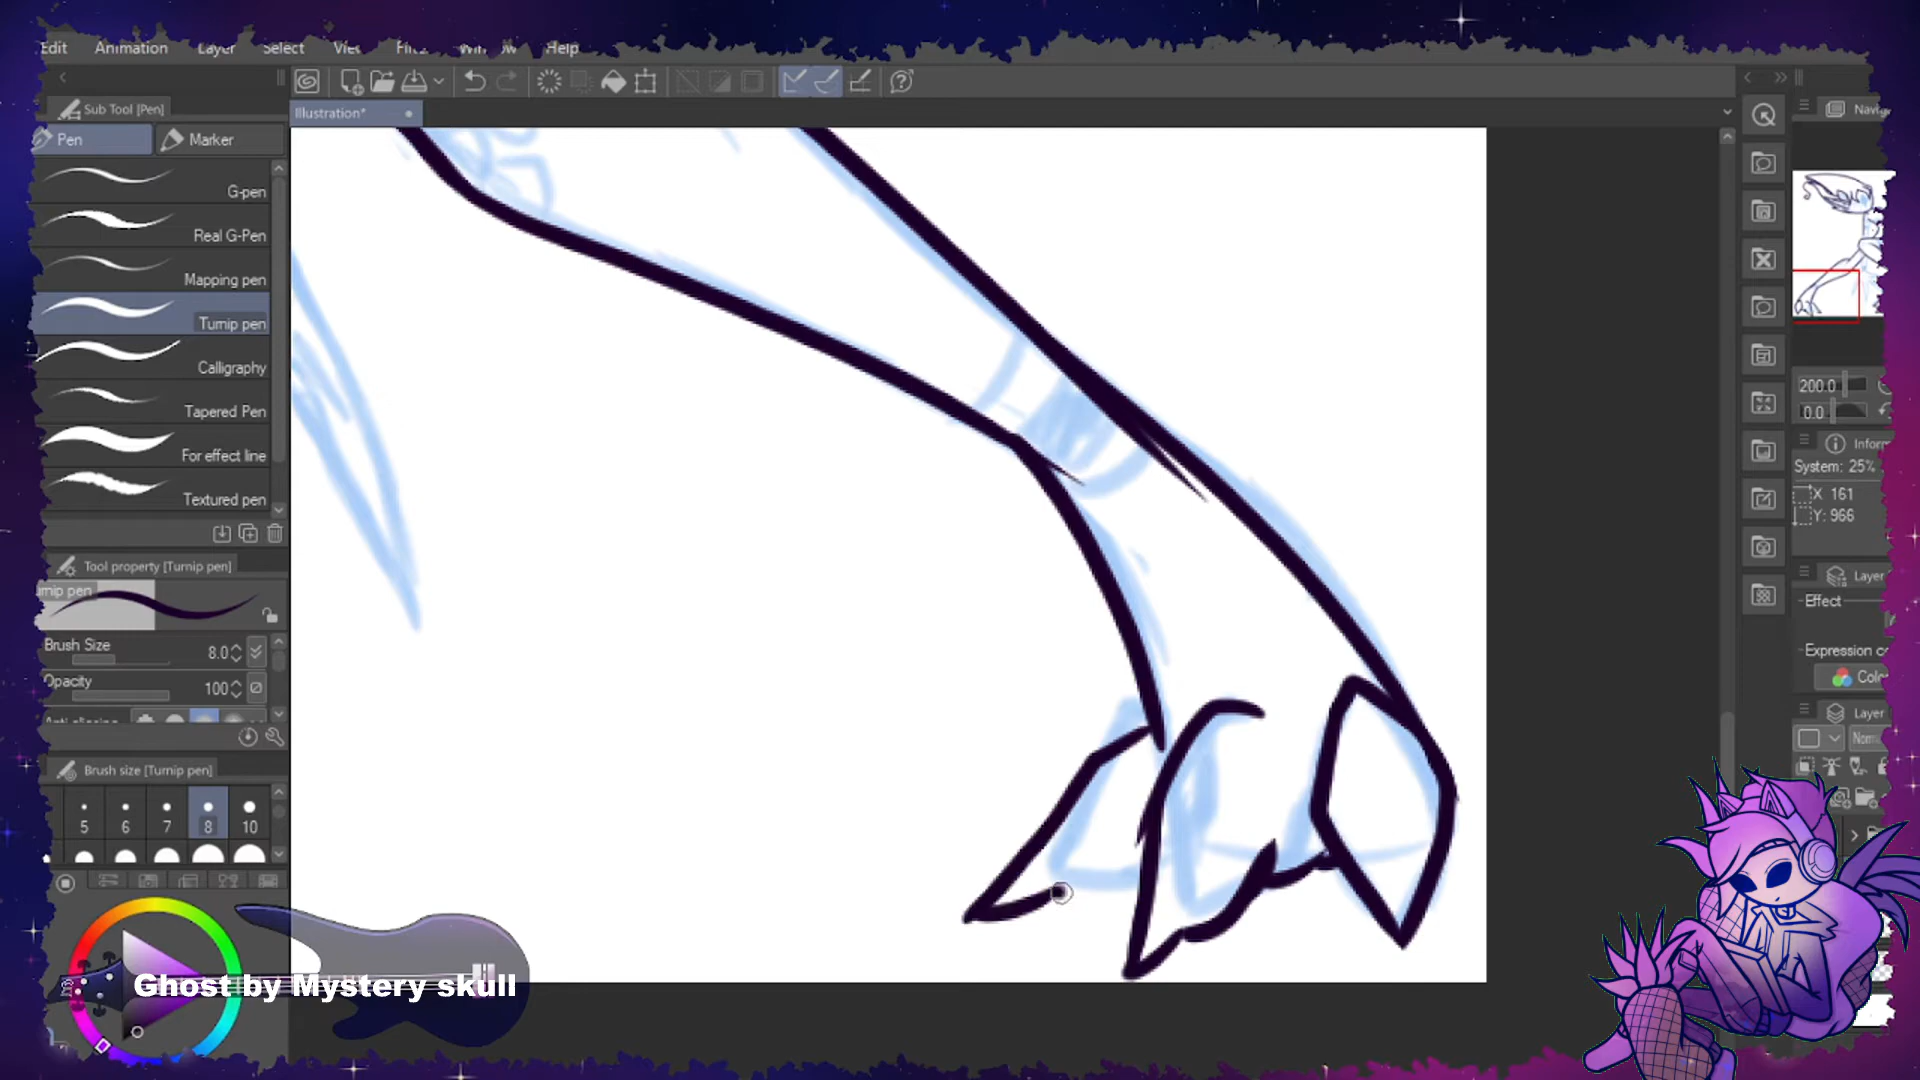 Edit Animation Layer Select Help
Sub Tool [Pen]
Illustration*
Pen Marker
G-pen
Real G-Pen
Mapping pen
Turnip pen
Calligraphy
Tapered Pen
For effect line
Textured pen
Tool property [Turnip pen]
Brush Size 8.0
Opacity 100
Brush size [Turnip pen]
5 6 7 8 10
Ghost by Mystery skull
200.0
0.0
System: 25%
X 161
Y: 966
Layer
Effect
Layer